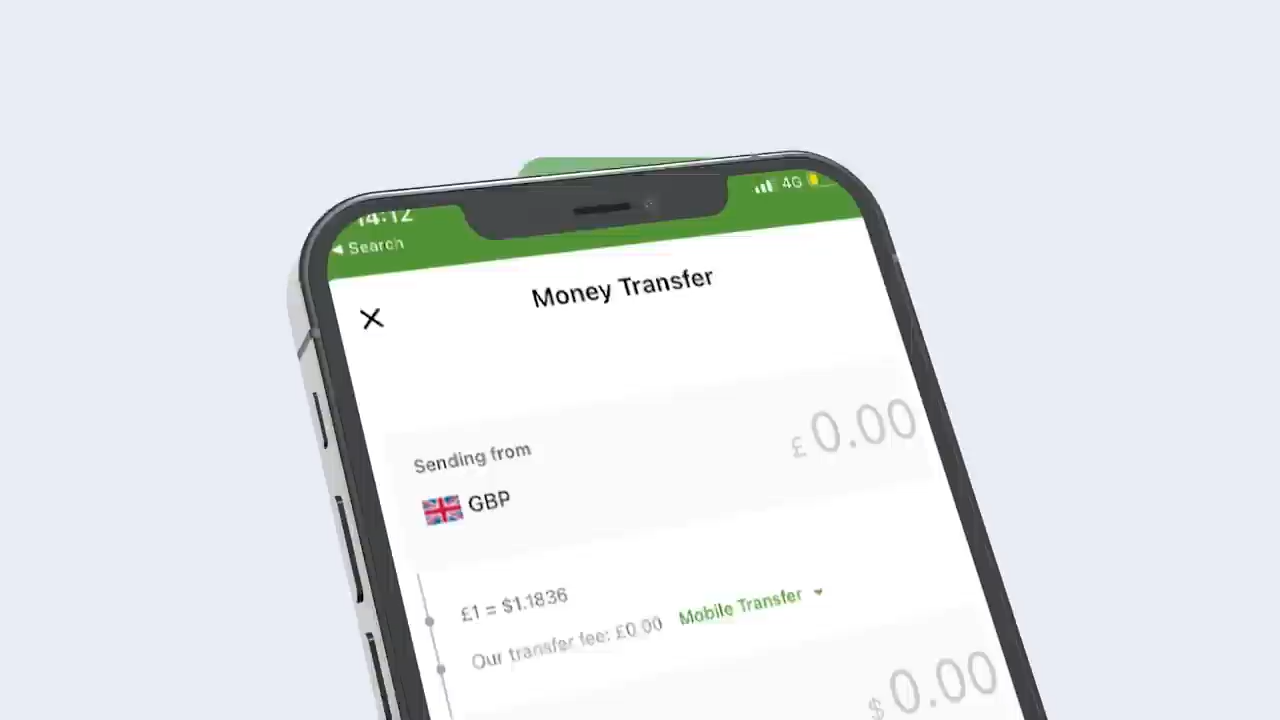 14:12
4G
◀ Search
Money Transfer
Sending from
£ 0.00
GBP
£1 = $1.1836
Our transfer fee: £0.00 Mobile Transfer
$ 0.00